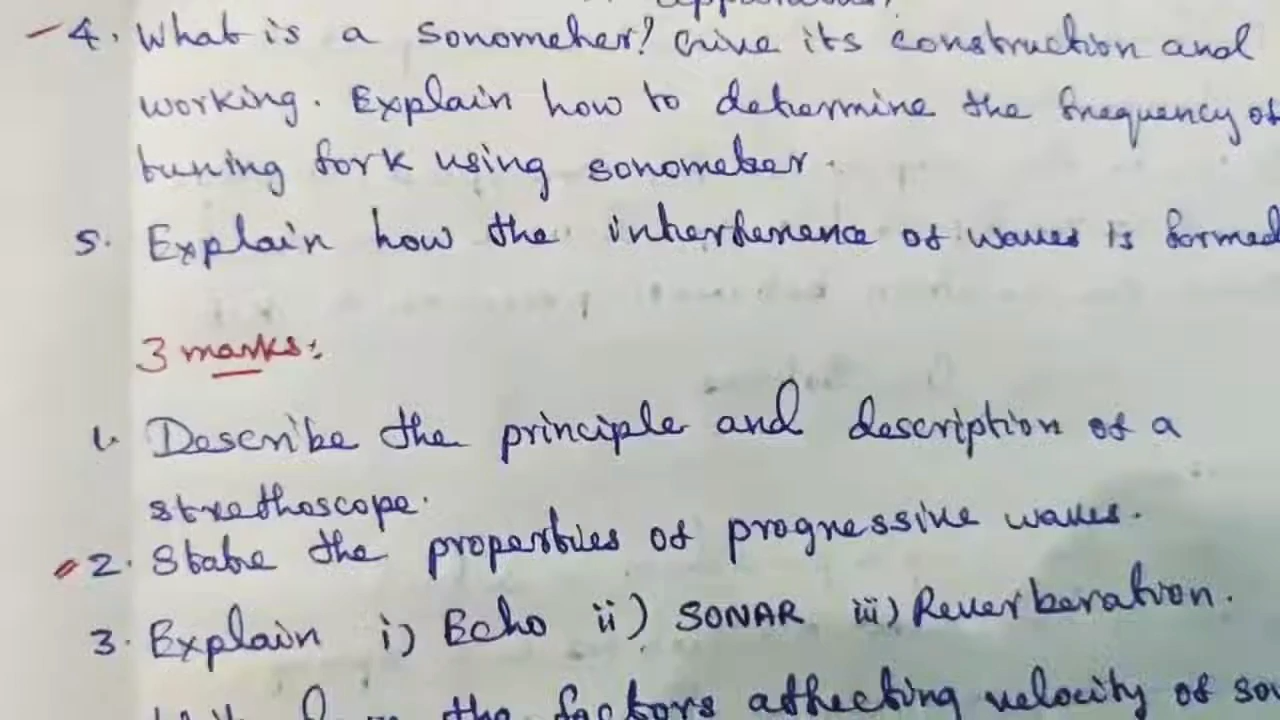 4. What is a sonometer? Give its construction and
working. Explain how to determine the frequency of
tuning fork using sonometer.
5. Explain how the interference of waves is formed
3 marks:
1. Describe the principle and description of a
strethoscope.
2. State the properties of progressive waves.
3. Explain i) Echo ii) SONAR iii) Reverberation.
the factors affecting velocity of